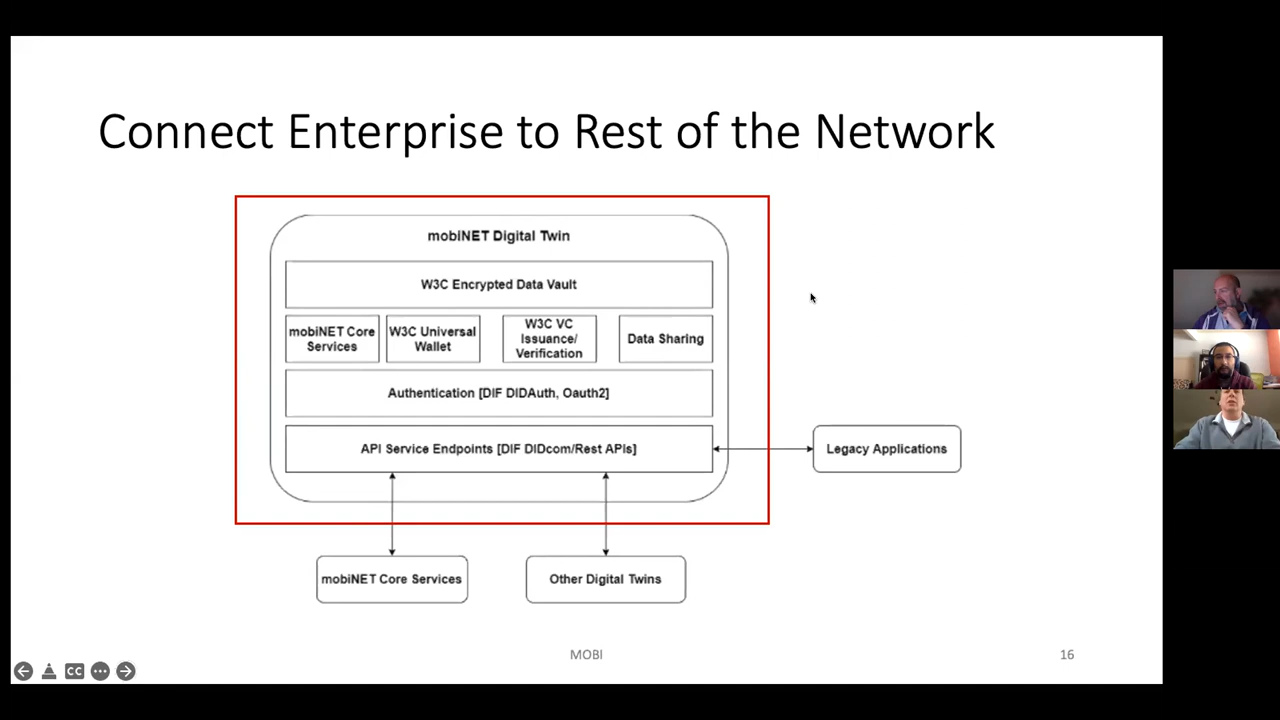 Connect Enterprise to Rest of the Network
mobiNET Digital Twin
W3C Encrypted Data Vault
mobiNET Core
Services
W3C Universal
Wallet
W3C VC
Issuance/
Verification
Data Sharing
Authentication [DIF DIDAuth, Oauth2]
API Service Endpoints [DIF DIDcom/Rest APIs]
Legacy Applications
mobiNET Core Services
Other Digital Twins
MOBI
16
CC